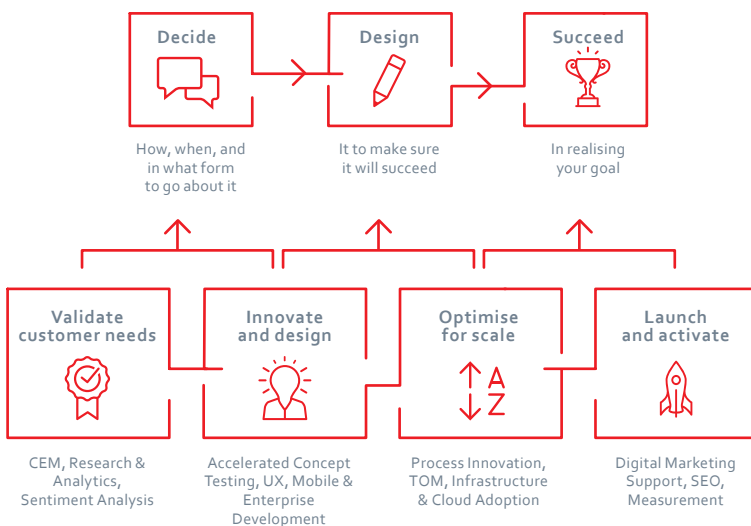 Decide
Design
Succeed
How, when, and
in what form
to go about it
It to make sure
it will succeed
In realising
your goal
Validate
customer needs
Innovate
and design
Optimise
for scale
A
Z
Launch
and activate
CEM, Research &
Analytics,
Sentiment Analysis
Accelerated Concept
Testing, UX, Mobile &
Enterprise
Development
Process Innovation,
TOM, Infrastructure
& Cloud Adoption
Digital Marketing
Support, SEO,
Measurement